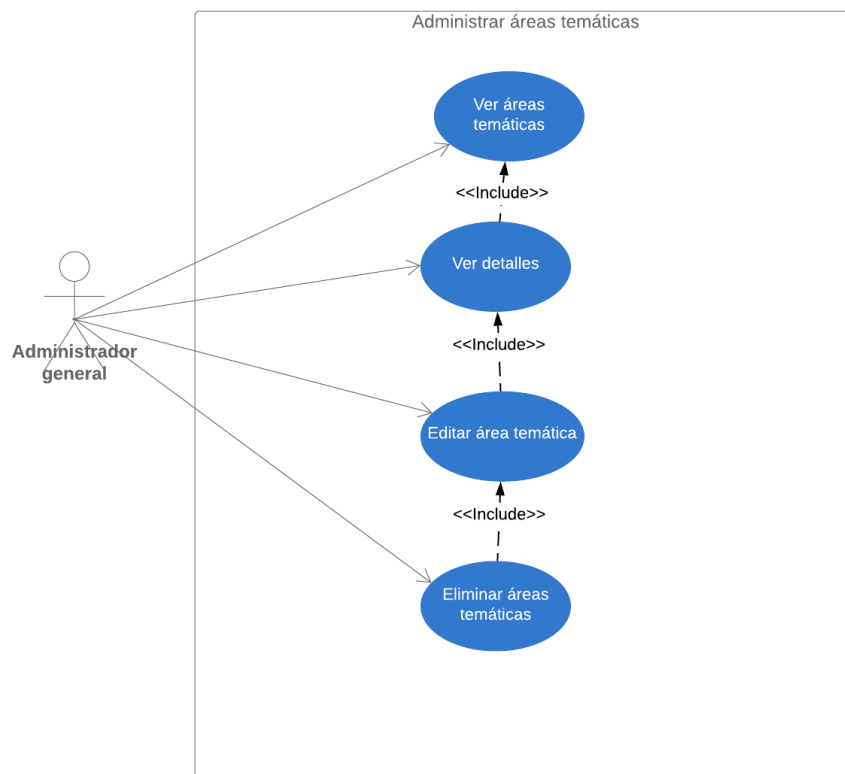 Administrar áreas temáticas
Ver áreas
temáticas
<<Include>>
Ver detalles
<<Include>>
Administrador
general
Editar área temática
<<Include>>
Eliminar áreas
temáticas